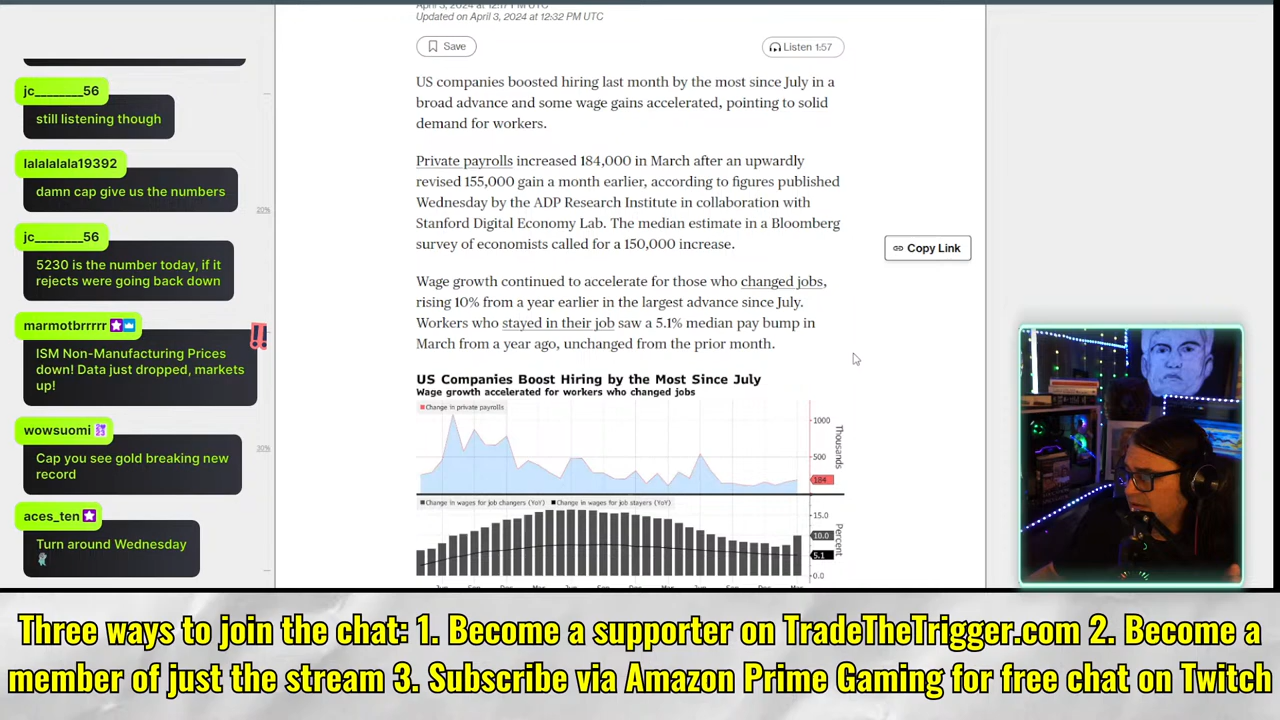 April 3, 2024 at 12:17 PM UTC
Updated on April 3, 2024 at 12:32 PM UTC
Save
Listen 1:57
US companies boosted hiring last month by the most since July in a
broad advance and some wage gains accelerated, pointing to solid
demand for workers.
Private payrolls increased 184,000 in March after an upwardly
revised 155,000 gain a month earlier, according to figures published
Wednesday by the ADP Research Institute in collaboration with
Stanford Digital Economy Lab. The median estimate in a Bloomberg
survey of economists called for a 150,000 increase.
Copy Link
Wage growth continued to accelerate for those who changed jobs,
rising 10% from a year earlier in the largest advance since July.
Workers who stayed in their job saw a 5.1% median pay bump in
March from a year ago, unchanged from the prior month.
US Companies Boost Hiring by the Most Since July
Wage growth accelerated for workers who changed jobs
Change in private payrolls
1000
500
184
Thousands
Change in wages for job changers (YoY)
Change in wages for job stayers (YoY)
15.0
10.0
5.1
0.0
Percent
jc________56
still listening though
lalalalala19392
damn cap give us the numbers
20%
jc________56
5230 is the number today, if it
rejects were going back down
marmotbrrrrr
ISM Non-Manufacturing Prices
down! Data just dropped, markets
up!
wowsuomi
Cap you see gold breaking new
record
aces_ten
Turn around Wednesday
Three ways to join the chat: 1. Become a supporter on TradeTheTrigger.com 2. Become a
member of just the stream 3. Subscribe via Amazon Prime Gaming for free chat on Twitch